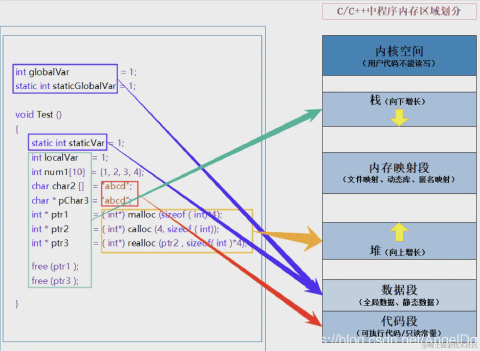 C/C++中程序内存区域划分
int globalVar = 1;
static int staticGlobalVar = 1;
void Test ()
{
static int staticVar = 1;
int localVar = 1;
int num1[10] = {1, 2, 3, 4};
char char2 [] = "abcd";
char * pChar3 = "abcd";
int * ptr1 = ( int*) malloc (sizeof ( int)*4);
int * ptr2 = ( int*) calloc (4, sizeof ( int));
int * ptr3 = ( int*) realloc (ptr2 , sizeof( int )*4);
free (ptr1 );
free (ptr3 );
}
内核空间
(用户代码不能读写)
栈 (向下增长)
内存映射段
(文件映射、动态库、匿名映射)
堆 (向上增长)
数据段
(全局数据、静态数据)
代码段
(可执行代码/只读常量)